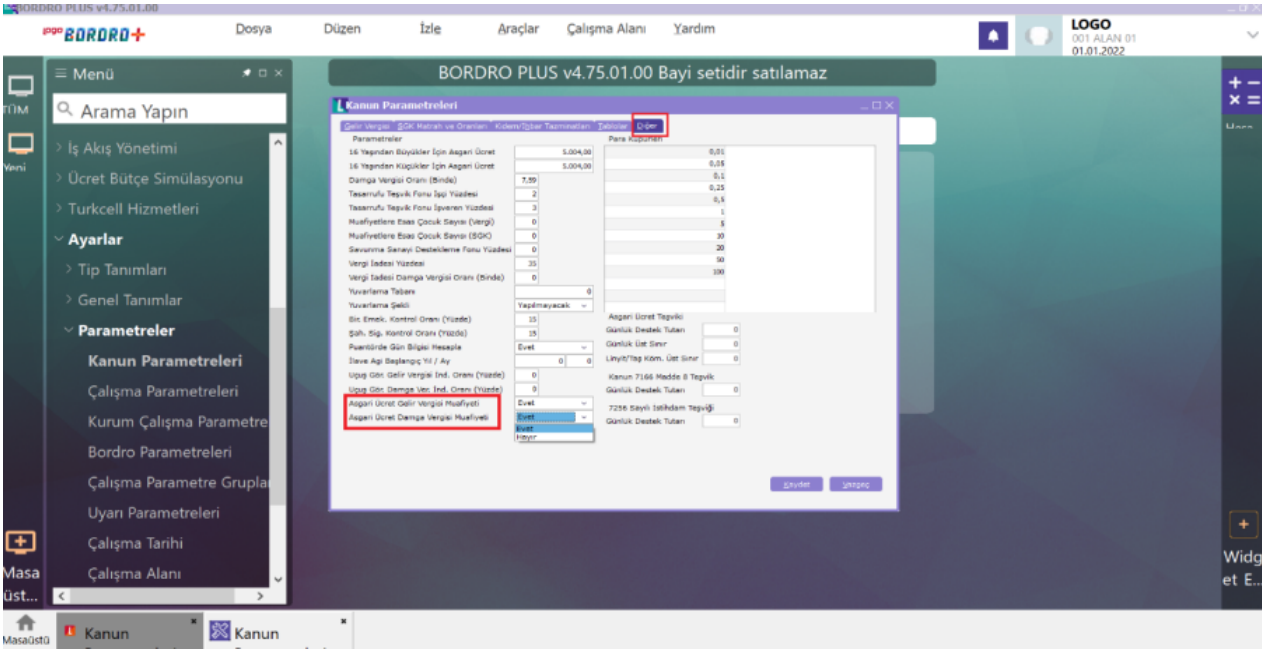 BORDRO PLUS v4.75.01.00
logo BORDRO+
Dosya Düzen İzle Araçlar Çalışma Alanı Yardım
LOGO
001 ALAN 01
01.01.2022
BORDRO PLUS v4.75.01.00 Bayi setidir satılamaz
TÜM
Yeni
Masa
üst...
Menü
Arama Yapın
İş Akış Yönetimi
Ücret Bütçe Simülasyonu
Turkcell Hizmetleri
Ayarlar
Tip Tanımları
Genel Tanımlar
Parametreler
Kanun Parametreleri
Çalışma Parametreleri
Kurum Çalışma Parametre
Bordro Parametreleri
Çalışma Parametre Gruplar
Uyarı Parametreleri
Çalışma Tarihi
Çalışma Alanı
Kanun Parametreleri
Gelir Vergisi SGK Matrah ve Oranları Kıdem/İhbar Tazminatları Tablolar Diğer
Parametreler
16 Yaşından Büyükler İçin Asgari Ücret 5.004,00
16 Yaşından Küçükler İçin Asgari Ücret 5.004,00
Damga Vergisi Oranı (Binde) 7,59
Tasarrufu Teşvik Fonu İşçi Yüzdesi 2
Tasarrufu Teşvik Fonu İşveren Yüzdesi 3
Muafiyetlere Esas Çocuk Sayısı (Vergi) 0
Muafiyetlere Esas Çocuk Sayısı (SGK) 0
Savunma Sanayi Destekleme Fonu Yüzdesi 0
Vergi İadesi Yüzdesi 35
Vergi İadesi Damga Vergisi Oranı (Binde) 0
Yuvarlama Tabanı 0
Yuvarlama Şekli Yapılmayacak
Bir. Emek. Kontrol Oranı (Yüzde) 15
Şah. Sig. Kontrol Oranı (Yüzde) 15
Puantörde Gün Bilgisi Hesapla Evet
İlave Agi Başlangıç Yıl / Ay 0 0
Uçuş Gör. Gelir Vergisi İnd. Oranı (Yüzde) 0
Uçuş Gör. Damga Ver. İnd. Oranı (Yüzde) 0
Asgari Ücret Gelir Vergisi Muafiyeti Evet
Asgari Ücret Damga Vergisi Muafiyeti Evet
Evet
Hayır
Para Kupürleri
0,01
0,05
0,1
0,25
0,5
1
5
10
20
50
100
Asgari Ücret Teşviki
Günlük Destek Tutarı 0
Günlük Üst Sınır 0
Linyit/Taş Köm. Üst Sınır 0
Kanun 7166 Madde 8 Teşvik
Günlük Destek Tutarı 0
7256 Sayılı İstihdam Teşviği
Günlük Destek Tutarı 0
Kaydet Vazgeç
Widg
et E...
Masaüstü
Kanun
Kanun